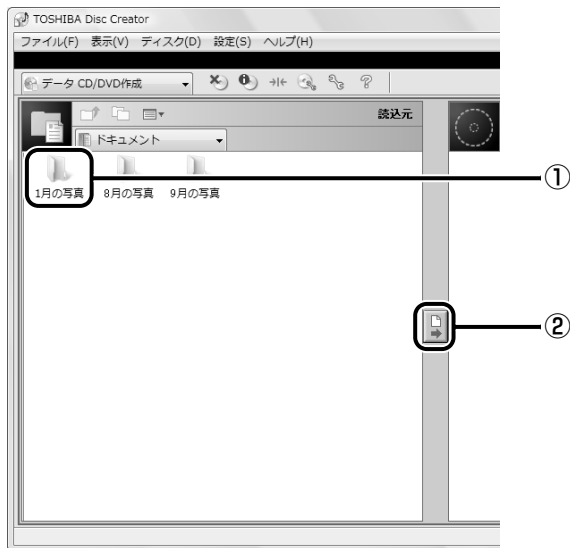 TOSHIBA Disc Creator
ファイル(F) 表示(V) ディスク(D) 設定(S) ヘルプ(H)
データ CD/DVD作成
読込元
ドキュメント
1月の写真 8月の写真 9月の写真
①
②